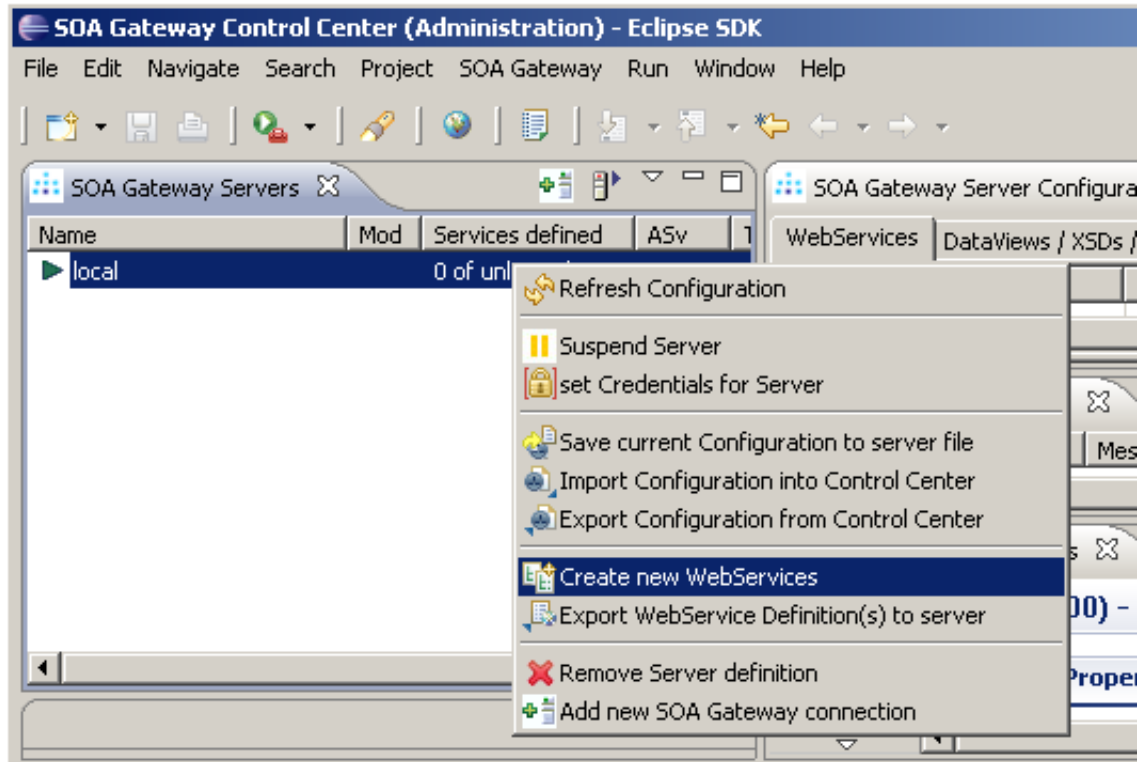 SOA Gateway Control Center (Administration) - Eclipse SDK
File Edit Navigate Search Project SOA Gateway Run Window Help
SOA Gateway Servers
SOA Gateway Server Configura
Name Mod Services defined ASv
WebServices DataViews / XSDs /
local 0 of un
Refresh Configuration
Suspend Server
set Credentials for Server
Save current Configuration to server file
Mes
Import Configuration into Control Center
Export Configuration from Control Center
Create new WebServices
Export WebService Definition(s) to server
00) -
Remove Server definition
Proper
Add new SOA Gateway connection